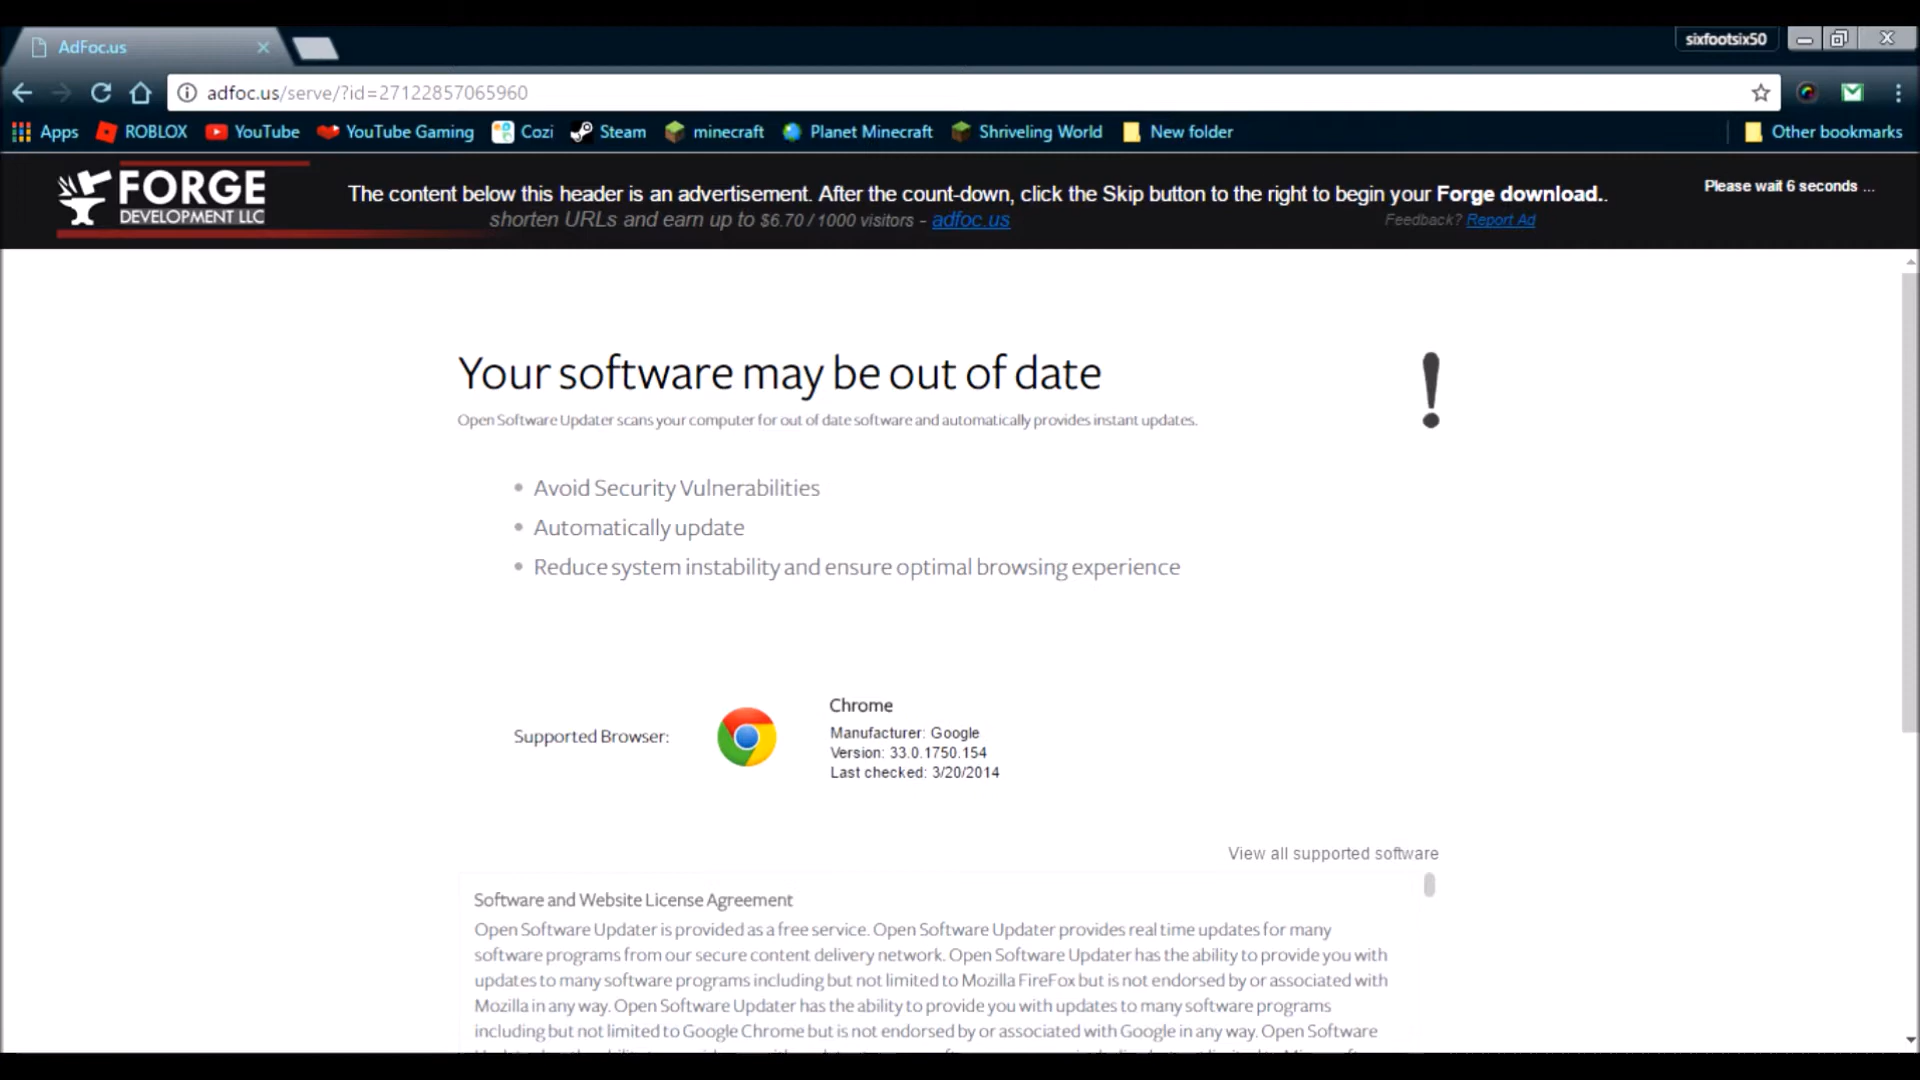 AdFoc.us
sixfootsix50
adfoc.us/serve/?id=27122857065960
Apps ROBLOX YouTube YouTube Gaming Cozi Steam minecraft Planet Minecraft Shriveling World New folder Other bookmarks
FORGE
DEVELOPMENT LLC
The content below this header is an advertisement. After the count-down, click the Skip button to the right to begin your Forge download..
shorten URLs and earn up to $6.70 / 1000 visitors - adfoc.us
Feedback? Report Ad
Please wait 6 seconds ...
Your software may be out of date
Open Software Updater scans your computer for out of date software and automatically provides instant updates.
• Avoid Security Vulnerabilities
• Automatically update
• Reduce system instability and ensure optimal browsing experience
Supported Browser:
Chrome
Manufacturer: Google
Version: 33.0.1750.154
Last checked: 3/20/2014
View all supported software
Software and Website License Agreement
Open Software Updater is provided as a free service. Open Software Updater provides real time updates for many
software programs from our secure content delivery network. Open Software Updater has the ability to provide you with
updates to many software programs including but not limited to Mozilla FireFox but is not endorsed by or associated with
Mozilla in any way. Open Software Updater has the ability to provide you with updates to many software programs
including but not limited to Google Chrome but is not endorsed by or associated with Google in any way. Open Software